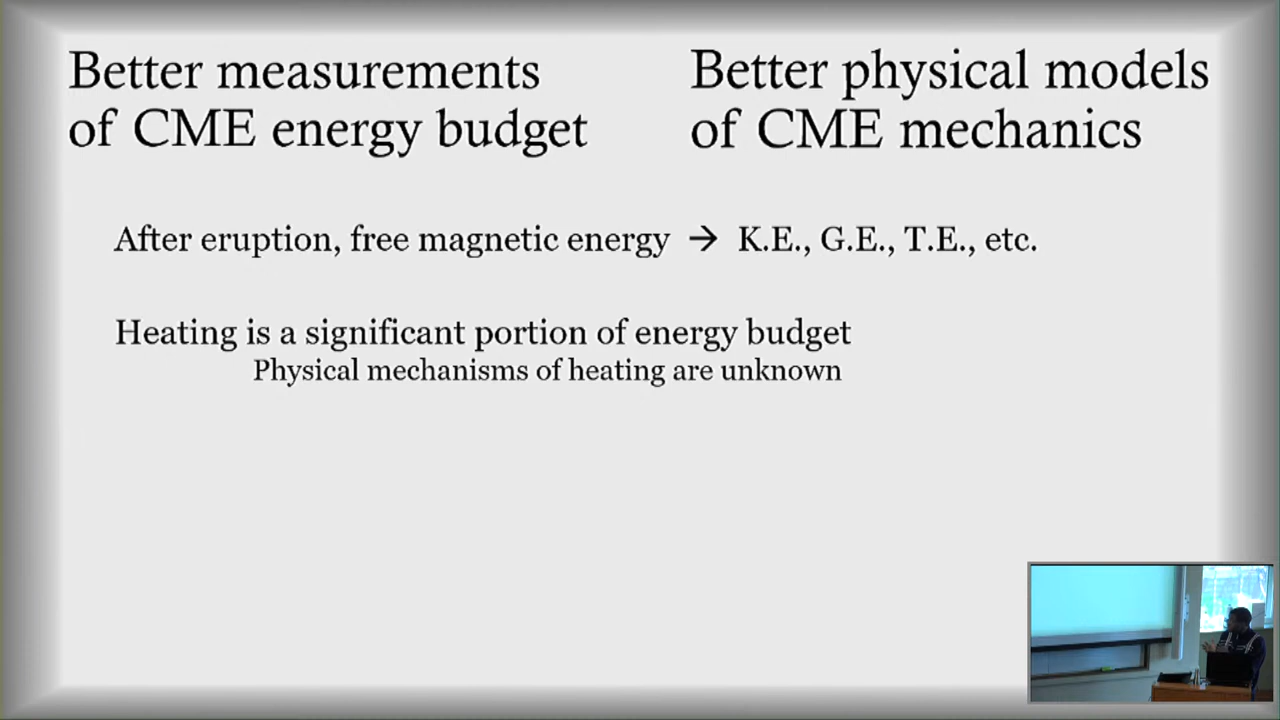 Better measurements
of CME energy budget
Better physical models
of CME mechanics
After eruption, free magnetic energy → K.E., G.E., T.E., etc.
Heating is a significant portion of energy budget
Physical mechanisms of heating are unknown